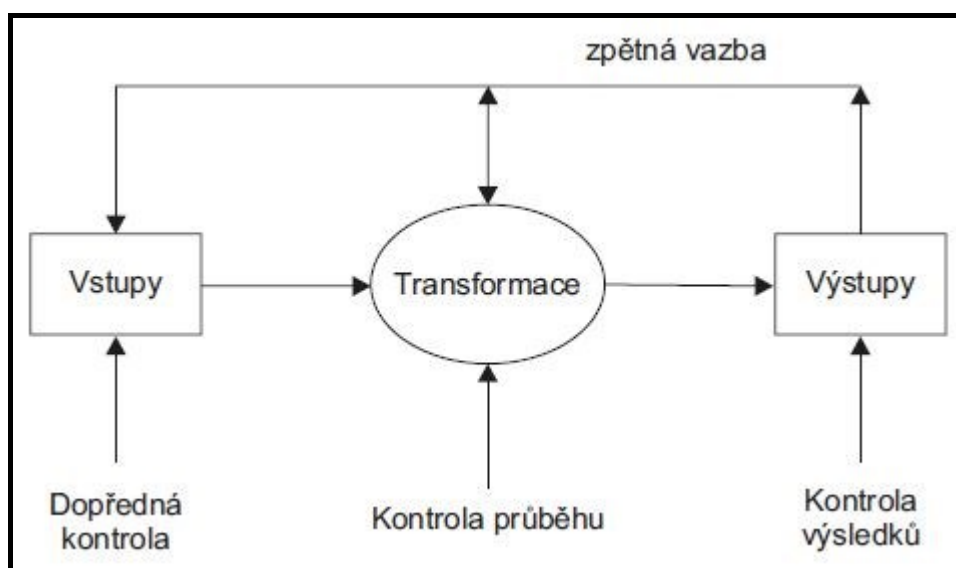 zpětná vazba
Vstupy
Transformace
Výstupy
Dopředná
kontrola
Kontrola průběhu
Kontrola
výsledků